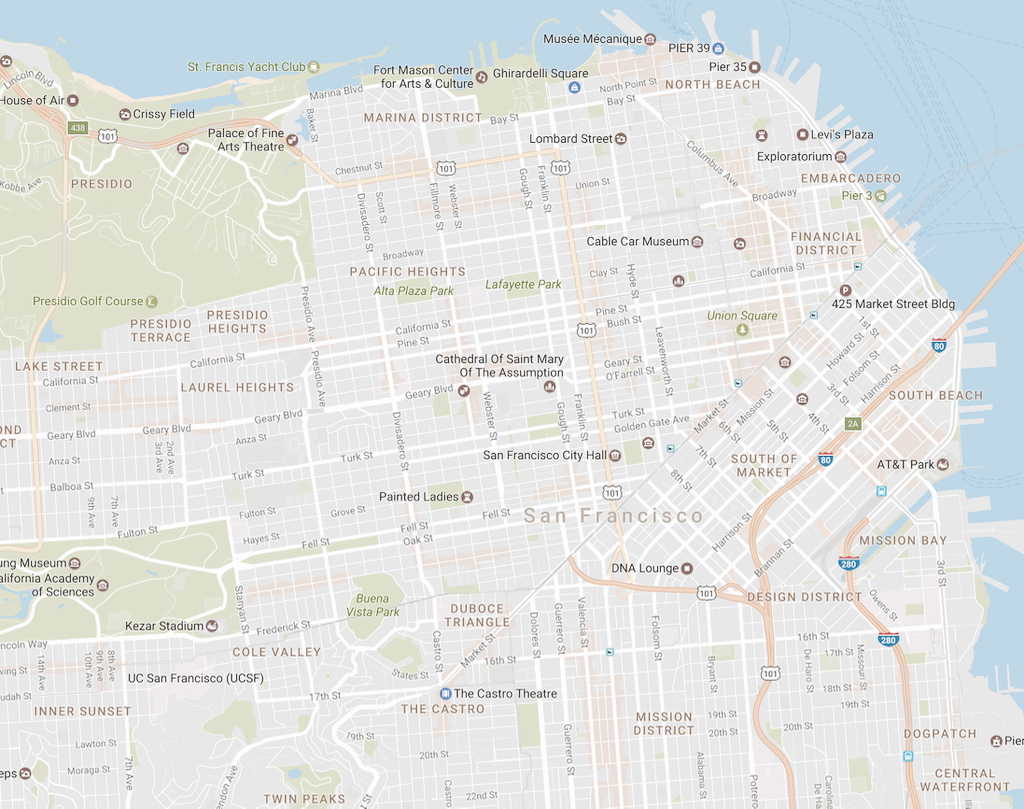 Musée Mécanique
PIER 39
Pier 35
St. Francis Yacht Club
Fort Mason Center
for Arts & Culture
Ghirardelli Square
North Point St
NORTH BEACH
Lincoln Blvd
House of Air
Crissy Field
Marina Blvd
Bay St
438
101
Palace of Fine
Arts Theatre
Baker St
MARINA DISTRICT
Bay St
Lombard Street
Levi's Plaza
Columbus Ave
Exploratorium
Chestnut St
101
101
EMBARCADERO
Kobbe Ave
PRESIDIO
Divisadero St
Scott St
Fillmore St
Webster St
Gough St
Franklin St
Union St
Broadway
Pier 3
Broadway
Cable Car Museum
FINANCIAL
DISTRICT
PACIFIC HEIGHTS
Clay St
Hyde St
California St
Alta Plaza Park
Lafayette Park
Presidio Golf Course
Presidio Ave
425 Market Street Bldg
PRESIDIO
HEIGHTS
PRESIDIO
TERRACE
California St
Pine St
Pine St
Bush St
101
Union Square
1st St
Howard St
Folsom St
Harrison St
80
LAKE STREET
California St
California St
Presidio Ave
Cathedral Of Saint Mary
Of The Assumption
Geary St
O'Farrell St
Leavenworth St
LAUREL HEIGHTS
Geary Blvd
3rd St
SOUTH BEACH
Clement St
Geary Blvd
Webster St
Gough St
Franklin St
Turk St
Golden Gate Ave
Market St
Mission St
4th St
5th St
6th St
7th St
2A
Geary Blvd
Geary Blvd
Anza St
Divisadero St
Anza St
3rd Ave
2nd Ave
Turk St
Turk St
San Francisco City Hall
SOUTH OF
MARKET
80
AT&T Park
Balboa St
8th St
9th Ave
7th Ave
Painted Ladies
101
Fulton St
Grove St
Fell St
Fell St
San Francisco
Fulton St
Hayes St
Fell St
Oak St
Harrison St
Brannan St
MISSION BAY
California Academy
of Sciences
DNA Lounge
280
3rd St
Stanyan St
Buena
Vista Park
101
DESIGN DISTRICT
DUBOCE
TRIANGLE
Owens St
Kezar Stadium
Frederick St
Castro St
Market St
Dolores St
Guerrero St
Valencia St
Folsom St
16th St
280
COLE VALLEY
16th St
17th St
Bryant St
De Haro St
Missouri St
14th Ave
10th Ave
9th Ave
8th Ave
States St
UC San Francisco (UCSF)
101
18th St
17th St
The Castro Theatre
THE CASTRO
19th St
INNER SUNSET
MISSION
DISTRICT
19th St
20th St
20th St
Lawton St
DOGPATCH
20th St
Guerrero St
Moraga St
7th Ave
Castro St
Alabama St
Potrero
CENTRAL
WATERFRONT
TWIN PEAKS
22nd St